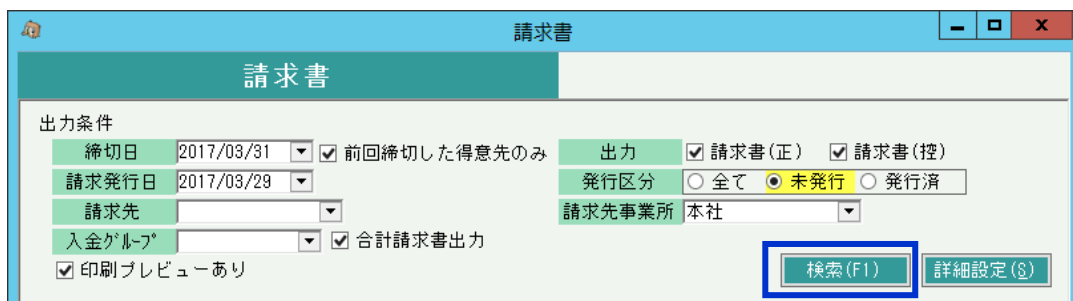 請求書
請求書
出力条件
締切日 2017/03/31 前回締切した得意先のみ 出力 請求書(正) 請求書(控)
請求発行日 2017/03/29 発行区分 全て 未発行 発行済
請求先 請求先事業所 本社
入金ｸﾞﾙｰﾌﾟ 合計請求書出力
印刷プレビューあり 検索(F1) 詳細設定(S)